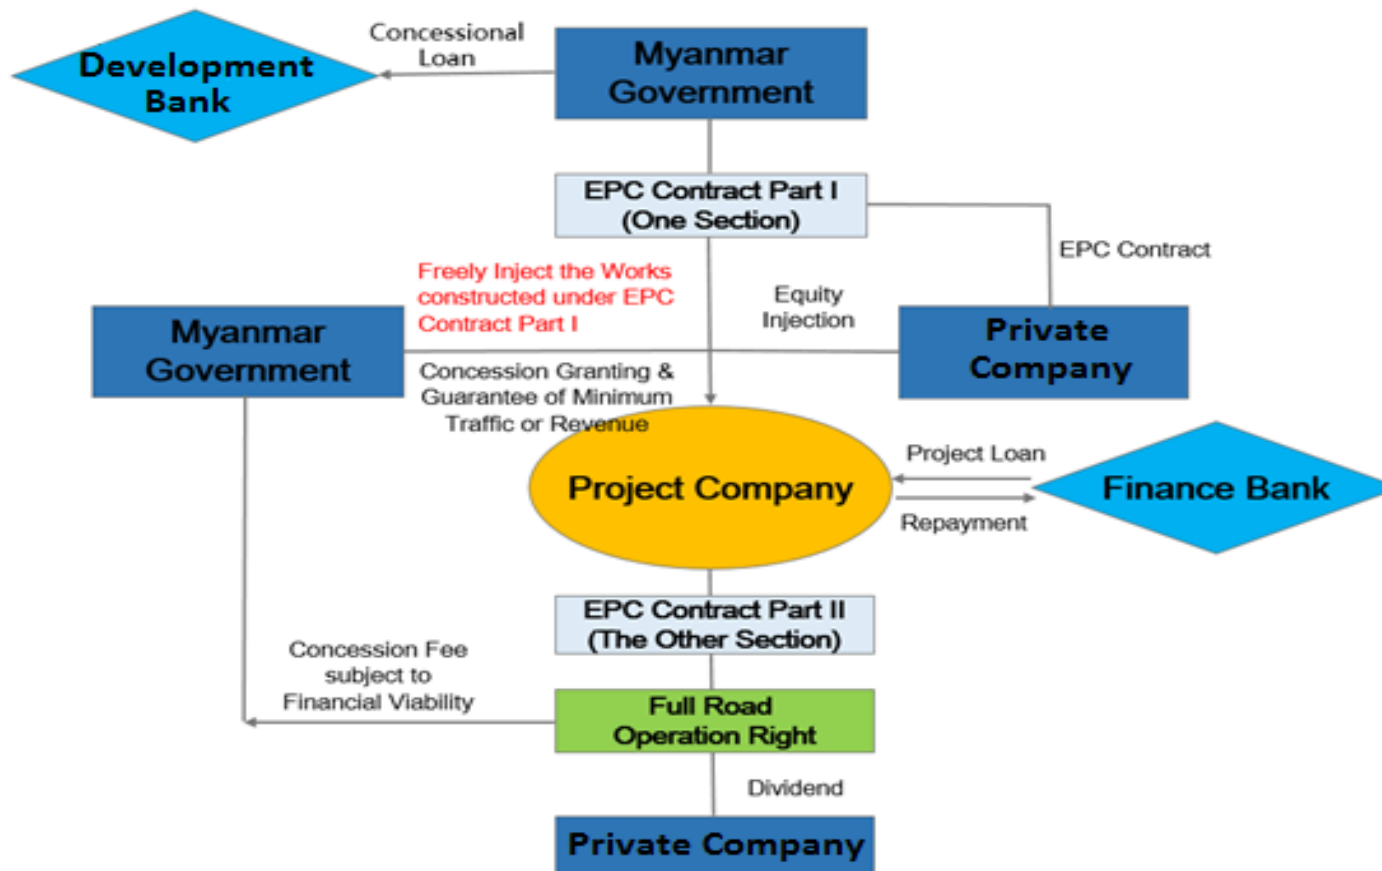 Concessional
Loan
Development
Bank
Myanmar
Government
EPC Contract Part I
(One Section)
EPC Contract
Freely Inject the Works
constructed under EPC
Contract Part I
Equity
Injection
Myanmar
Government
Private
Company
Concession Granting &
Guarantee of Minimum
Traffic or Revenue
Project Company
Project Loan
Finance Bank
Repayment
EPC Contract Part II
(The Other Section)
Concession Fee
subject to
Financial Viability
Full Road
Operation Right
Dividend
Private Company